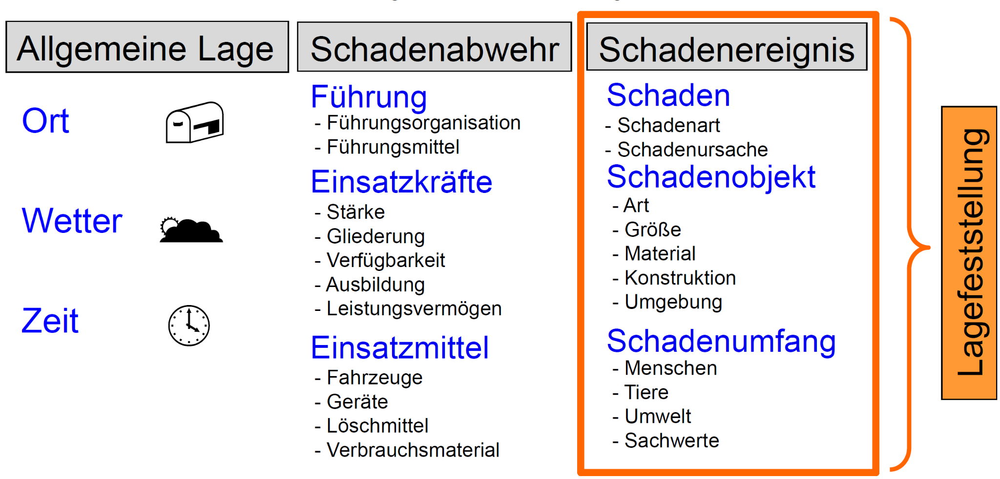 Allgemeine Lage
Ort
Wetter
Zeit
Schadenabwehr
Führung
- Führungsorganisation
- Führungsmittel
Einsatzkräfte
- Stärke
- Gliederung
- Verfügbarkeit
- Ausbildung
- Leistungsvermögen
Einsatzmittel
- Fahrzeuge
- Geräte
- Löschmittel
- Verbrauchsmaterial
Schadenereignis
Schaden
- Schadenart
- Schadenursache
Schadenobjekt
- Art
- Größe
- Material
- Konstruktion
- Umgebung
Schadenumfang
- Menschen
- Tiere
- Umwelt
- Sachwerte
Lagefeststellung